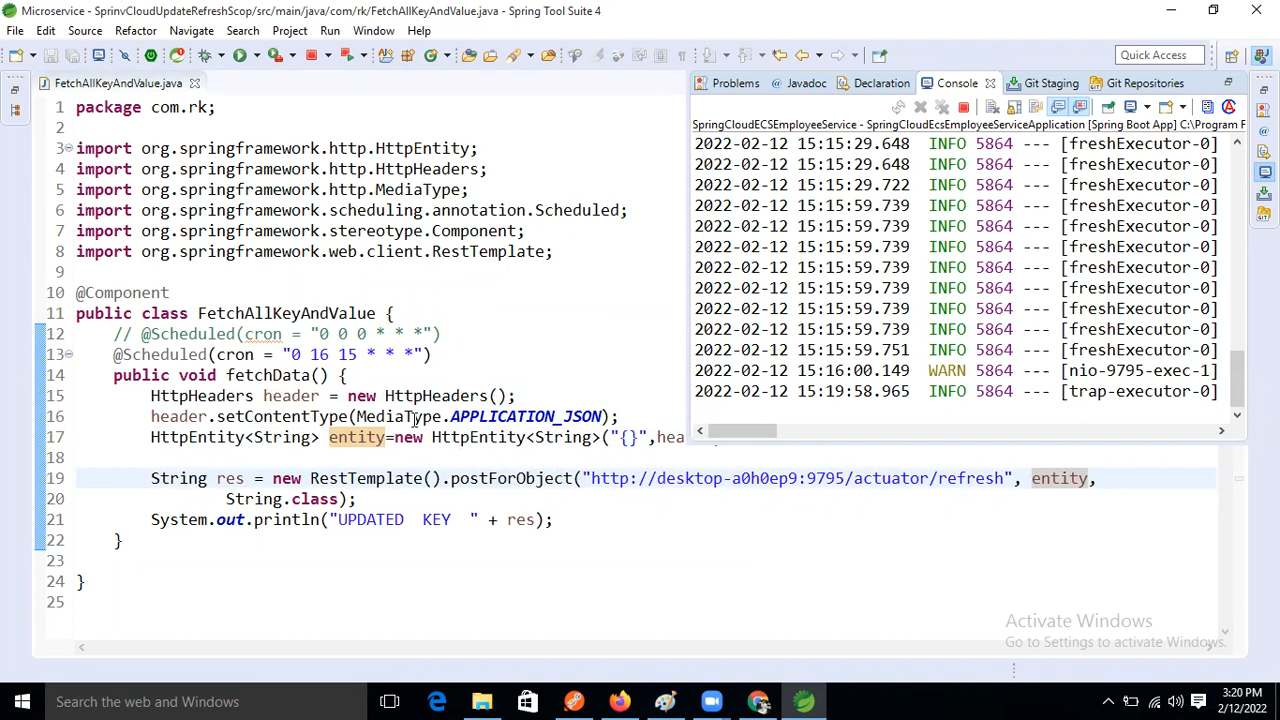 Microservice - SprinvCloudUpdateRefreshScop/src/main/java/com/rk/FetchAllKeyAndValue.java - Spring Tool Suite 4
File Edit Source Refactor Navigate Search Project Run Window Help
Quick Access
FetchAllKeyAndValue.java
1 package com.rk;
2
3 import org.springframework.http.HttpEntity;
4 import org.springframework.http.HttpHeaders;
5 import org.springframework.http.MediaType;
6 import org.springframework.scheduling.annotation.Scheduled;
7 import org.springframework.stereotype.Component;
8 import org.springframework.web.client.RestTemplate;
9
10 @Component
11 public class FetchAllKeyAndValue {
12 // @Scheduled(cron = "0 0 0 * * *")
13 @Scheduled(cron = "0 16 15 * * *")
14 public void fetchData() {
15 HttpHeaders header = new HttpHeaders();
16 header.setContentType(MediaType.APPLICATION_JSON);
17 HttpEntity<String> entity=new HttpEntity<String>("{}",hea
18
19 String res = new RestTemplate().postForObject("http://desktop-a0h0ep9:9795/actuator/refresh", entity,
20 String.class);
21 System.out.println("UPDATED KEY " + res);
22 }
23
24 }
25
Problems @ Javadoc Declaration Console Git Staging Git Repositories
SpringCloudECSEmployeeService - SpringCloudEcsEmployeeServiceApplication [Spring Boot App] C:\Program F
2022-02-12 15:15:29.648 INFO 5864 --- [freshExecutor-0]
2022-02-12 15:15:29.648 INFO 5864 --- [freshExecutor-0]
2022-02-12 15:15:29.722 INFO 5864 --- [freshExecutor-0]
2022-02-12 15:15:59.739 INFO 5864 --- [freshExecutor-0]
2022-02-12 15:15:59.739 INFO 5864 --- [freshExecutor-0]
2022-02-12 15:15:59.739 INFO 5864 --- [freshExecutor-0]
2022-02-12 15:15:59.739 INFO 5864 --- [freshExecutor-0]
2022-02-12 15:15:59.739 INFO 5864 --- [freshExecutor-0]
2022-02-12 15:15:59.739 INFO 5864 --- [freshExecutor-0]
2022-02-12 15:15:59.739 INFO 5864 --- [freshExecutor-0]
2022-02-12 15:15:59.751 INFO 5864 --- [freshExecutor-0]
2022-02-12 15:16:00.149 WARN 5864 --- [nio-9795-exec-1]
2022-02-12 15:19:58.965 INFO 5864 --- [trap-executor-0]
Activate Windows
Go to Settings to activate Windows.
Search the web and Windows
3:20 PM
2/12/2022